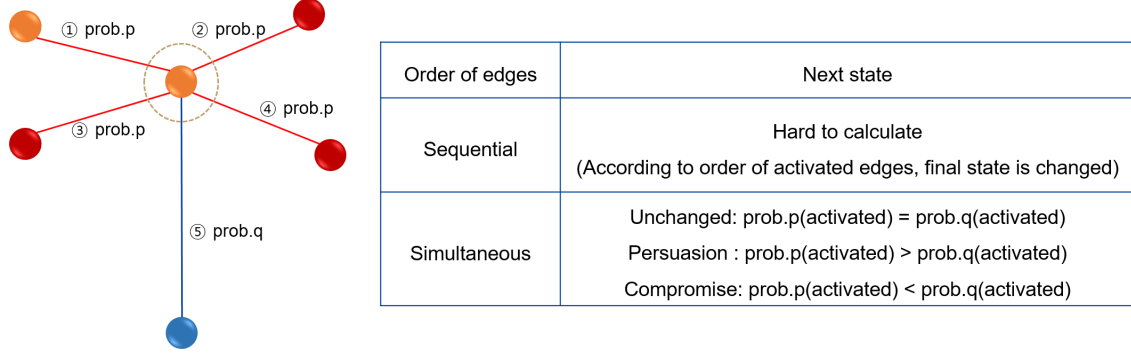 ① prob.p
② prob.p
③ prob.p
④ prob.p
⑤ prob.q
Order of edges
Next state
Sequential
Hard to calculate
(According to order of activated edges, final state is changed)
Simultaneous
Unchanged: prob.p(activated) = prob.q(activated)
Persuasion : prob.p(activated) > prob.q(activated)
Compromise: prob.p(activated) < prob.q(activated)